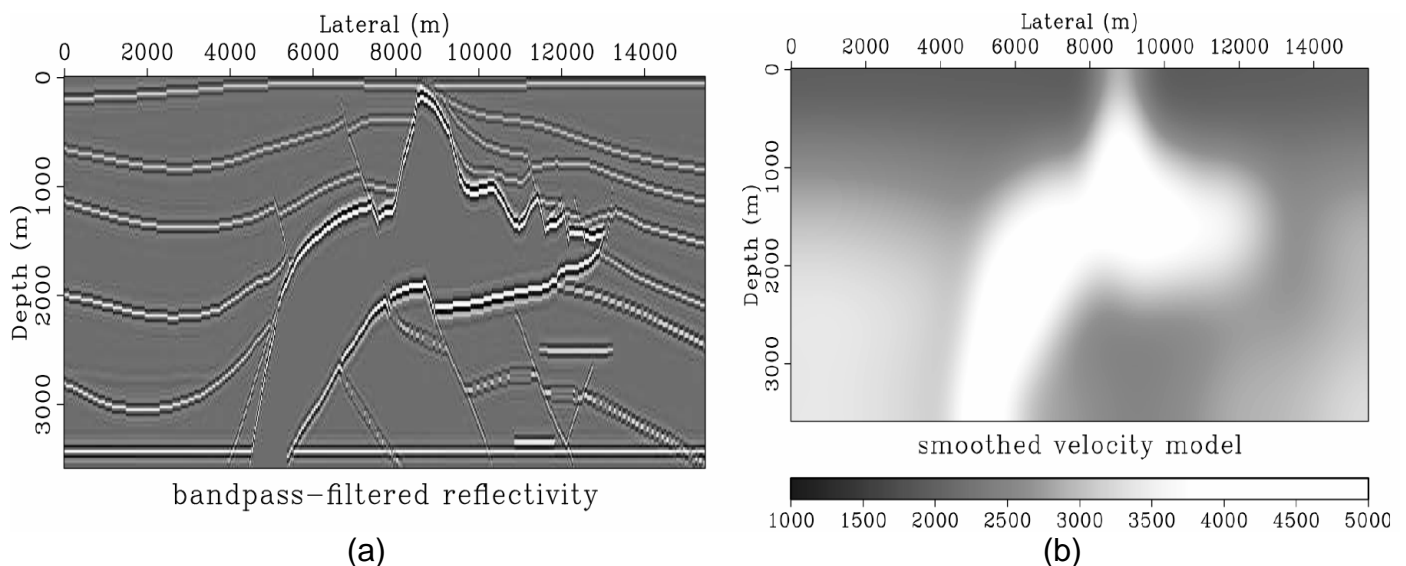 Lateral (m)
0 2000 4000 6000 8000 10000 12000 14000
Depth (m)
0
1000
2000
3000
bandpass−filtered reflectivity
(a)
Lateral (m)
0 2000 4000 6000 8000 10000 12000 14000
Depth (m)
0
1000
2000
3000
smoothed velocity model
1000 1500 2000 2500 3000 3500 4000 4500 5000
(b)